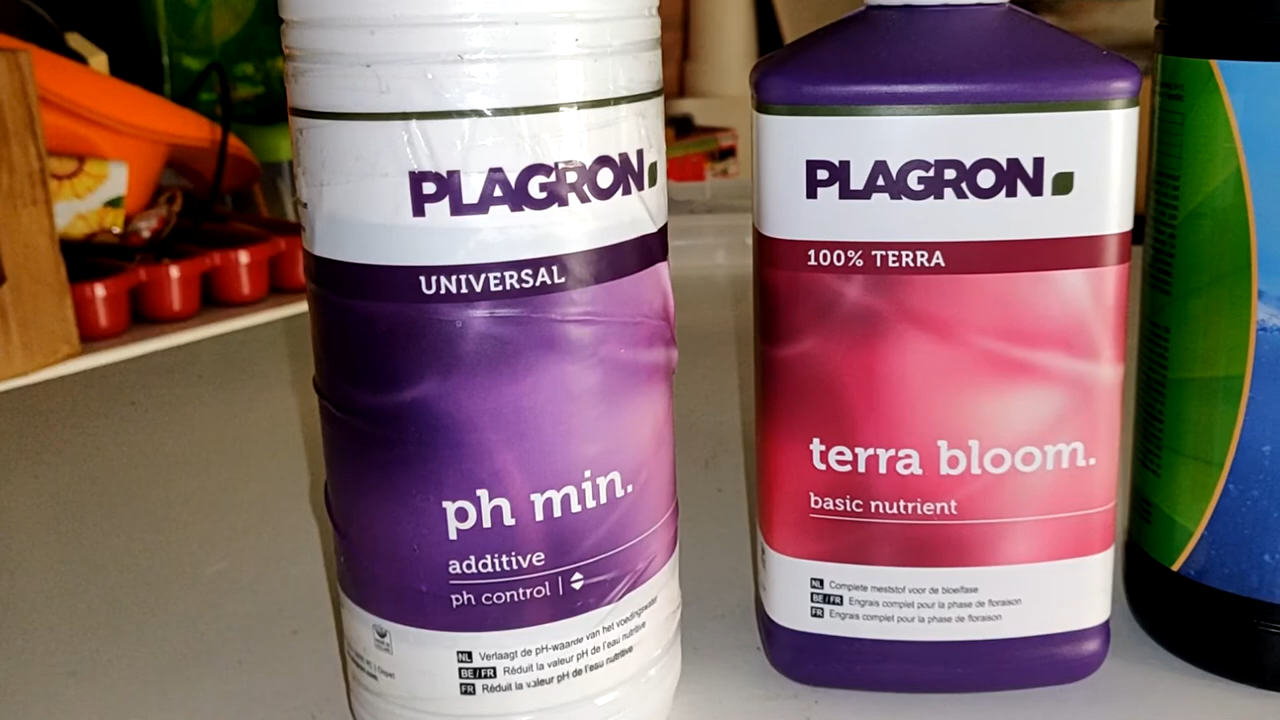 PLAGRON
UNIVERSAL
ph min.
additive
ph control
NL Verlaagt de pH-waarde van het voedingswater
BE / FR Réduit la valeur pH de l'eau nutritive
FR Réduit la valeur pH de l'eau nutritive
PLAGRON
100% TERRA
terra bloom.
basic nutrient
NL Complete meststof voor de bloeifase
BE / FR Engrais complet pour la phase de floraison
FR Engrais complet pour la phase de floraison